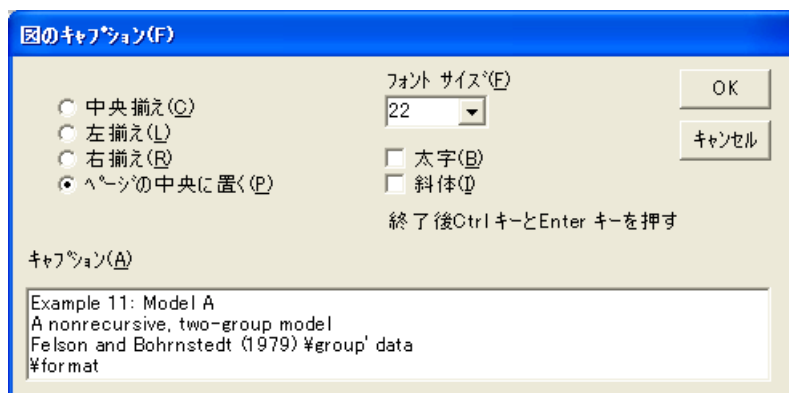 図のｷｬﾌﾟｼｮﾝ(F)
中央揃え(C)
左揃え(L)
右揃え(R)
ﾍﾟｰｼﾞの中央に置く(P)
ﾌｫﾝﾄ ｻｲｽﾞ(F)
22
太字(B)
斜体(I)
終了後Ctrl ｷｰとEnter ｷｰを押す
OK
ｷｬﾝｾﾙ
ｷｬﾌﾟｼｮﾝ(A)
Example 11: Model A
A nonrecursive, two-group model
Felson and Bohrnstedt (1979) ¥group' data
¥format